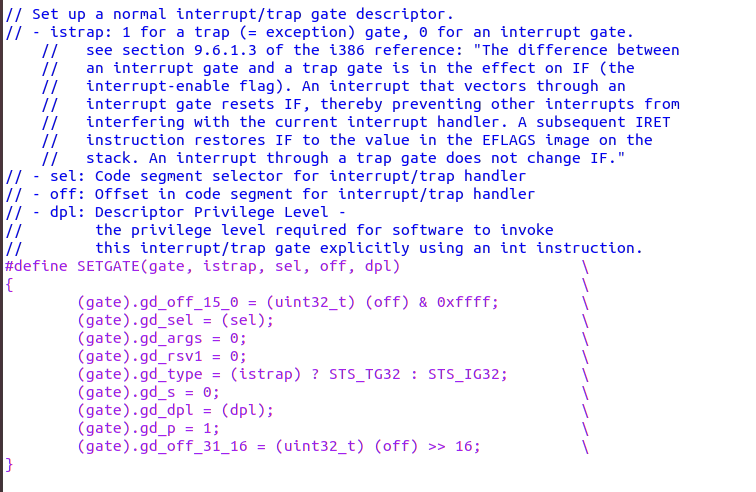 // Set up a normal interrupt/trap gate descriptor.
// - istrap: 1 for a trap (= exception) gate, 0 for an interrupt gate.
    //   see section 9.6.1.3 of the i386 reference: "The difference between
    //   an interrupt gate and a trap gate is in the effect on IF (the
    //   interrupt-enable flag). An interrupt that vectors through an
    //   interrupt gate resets IF, thereby preventing other interrupts from
    //   interfering with the current interrupt handler. A subsequent IRET
    //   instruction restores IF to the value in the EFLAGS image on the
    //   stack. An interrupt through a trap gate does not change IF."
// - sel: Code segment selector for interrupt/trap handler
// - off: Offset in code segment for interrupt/trap handler
// - dpl: Descriptor Privilege Level -
//        the privilege level required for software to invoke
//        this interrupt/trap gate explicitly using an int instruction.
#define SETGATE(gate, istrap, sel, off, dpl)                    \
{                                                               \
        (gate).gd_off_15_0 = (uint32_t) (off) & 0xffff;         \
        (gate).gd_sel = (sel);                                  \
        (gate).gd_args = 0;                                     \
        (gate).gd_rsv1 = 0;                                     \
        (gate).gd_type = (istrap) ? STS_TG32 : STS_IG32;        \
        (gate).gd_s = 0;                                        \
        (gate).gd_dpl = (dpl);                                  \
        (gate).gd_p = 1;                                        \
        (gate).gd_off_31_16 = (uint32_t) (off) >> 16;           \
}